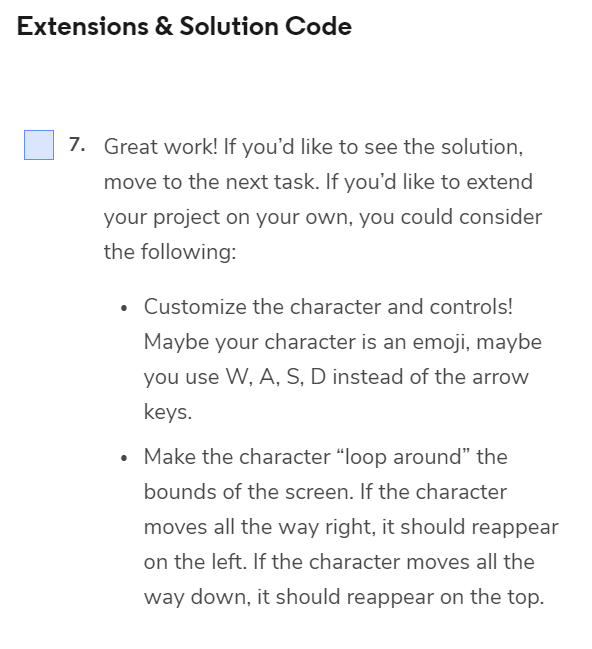 Extensions & Solution Code
7. Great work! If you’d like to see the solution,
move to the next task. If you’d like to extend
your project on your own, you could consider
the following:
• Customize the character and controls!
Maybe your character is an emoji, maybe
you use W, A, S, D instead of the arrow
keys.
• Make the character “loop around” the
bounds of the screen. If the character
moves all the way right, it should reappear
on the left. If the character moves all the
way down, it should reappear on the top.